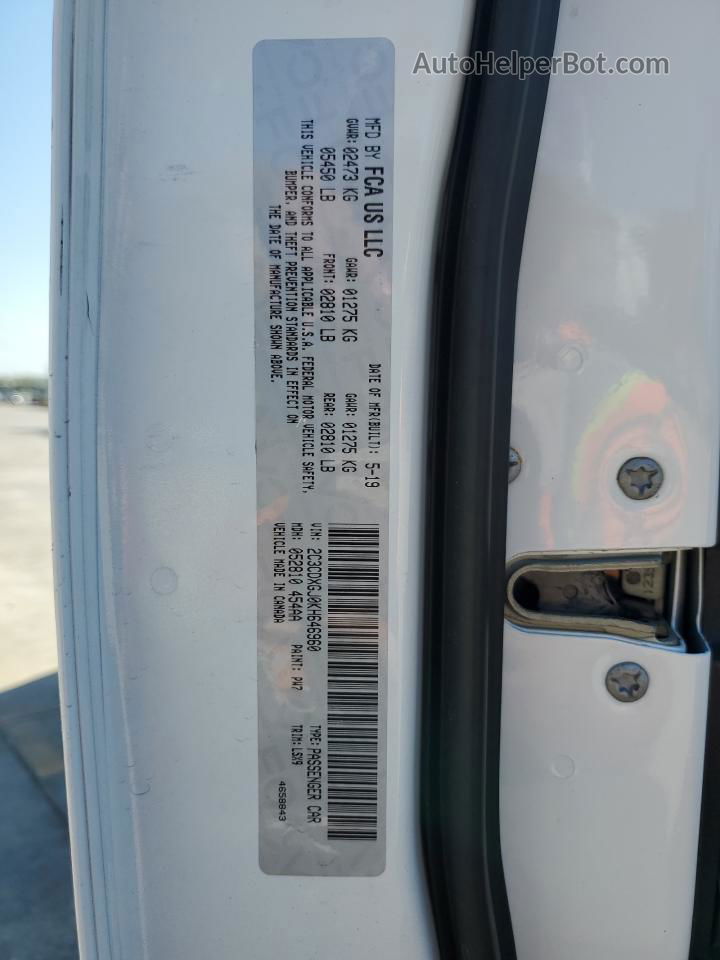 AutoHelperBot.com
MFD BY FCA US LLC
DATE OF MFR(BUILT): 5-19
GVWR: 02473 KG
GAWR: 01275 KG
GAWR: 01275 KG
05450 LB
FRONT: 02810 LB
REAR: 02810 LB
THIS VEHICLE CONFORMS TO ALL APPLICABLE U.S.A. FEDERAL MOTOR VEHICLE SAFETY,
BUMPER, AND THEFT PREVENTION STANDARDS IN EFFECT ON
THE DATE OF MANUFACTURE SHOWN ABOVE.
VIN: 2C3CDXGJ0KH646960
TYPE: PASSENGER CAR
MDH: 052810 454AA
PAINT: PW7
TRIM: LSX9
VEHICLE MADE IN CANADA
4658843